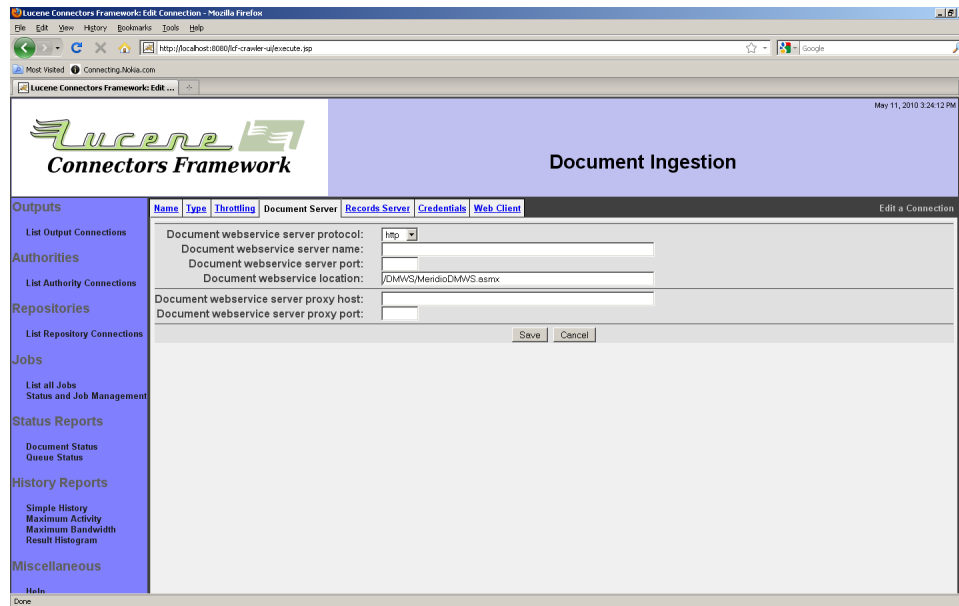 Lucene Connectors Framework: Edit Connection - Mozilla Firefox
File Edit View History Bookmarks Tools Help
http://localhost:8080/lcf-crawler-ui/execute.jsp
Google
Most Visited Connecting.Nokia.com
Lucene Connectors Framework: Edit ...
May 11, 2010 3:24:12 PM
Lucene
Connectors Framework
Document Ingestion
Outputs
List Output Connections
Authorities
List Authority Connections
Repositories
List Repository Connections
Jobs
List all Jobs
Status and Job Management
Status Reports
Document Status
Queue Status
History Reports
Simple History
Maximum Activity
Maximum Bandwidth
Result Histogram
Miscellaneous
Help
Name Type Throttling Document Server Records Server Credentials Web Client Edit a Connection
Document webservice server protocol: http
Document webservice server name:
Document webservice server port:
Document webservice location: /DMWS/MeridioDMWS.asmx
Document webservice server proxy host:
Document webservice server proxy port:
Save Cancel
Done